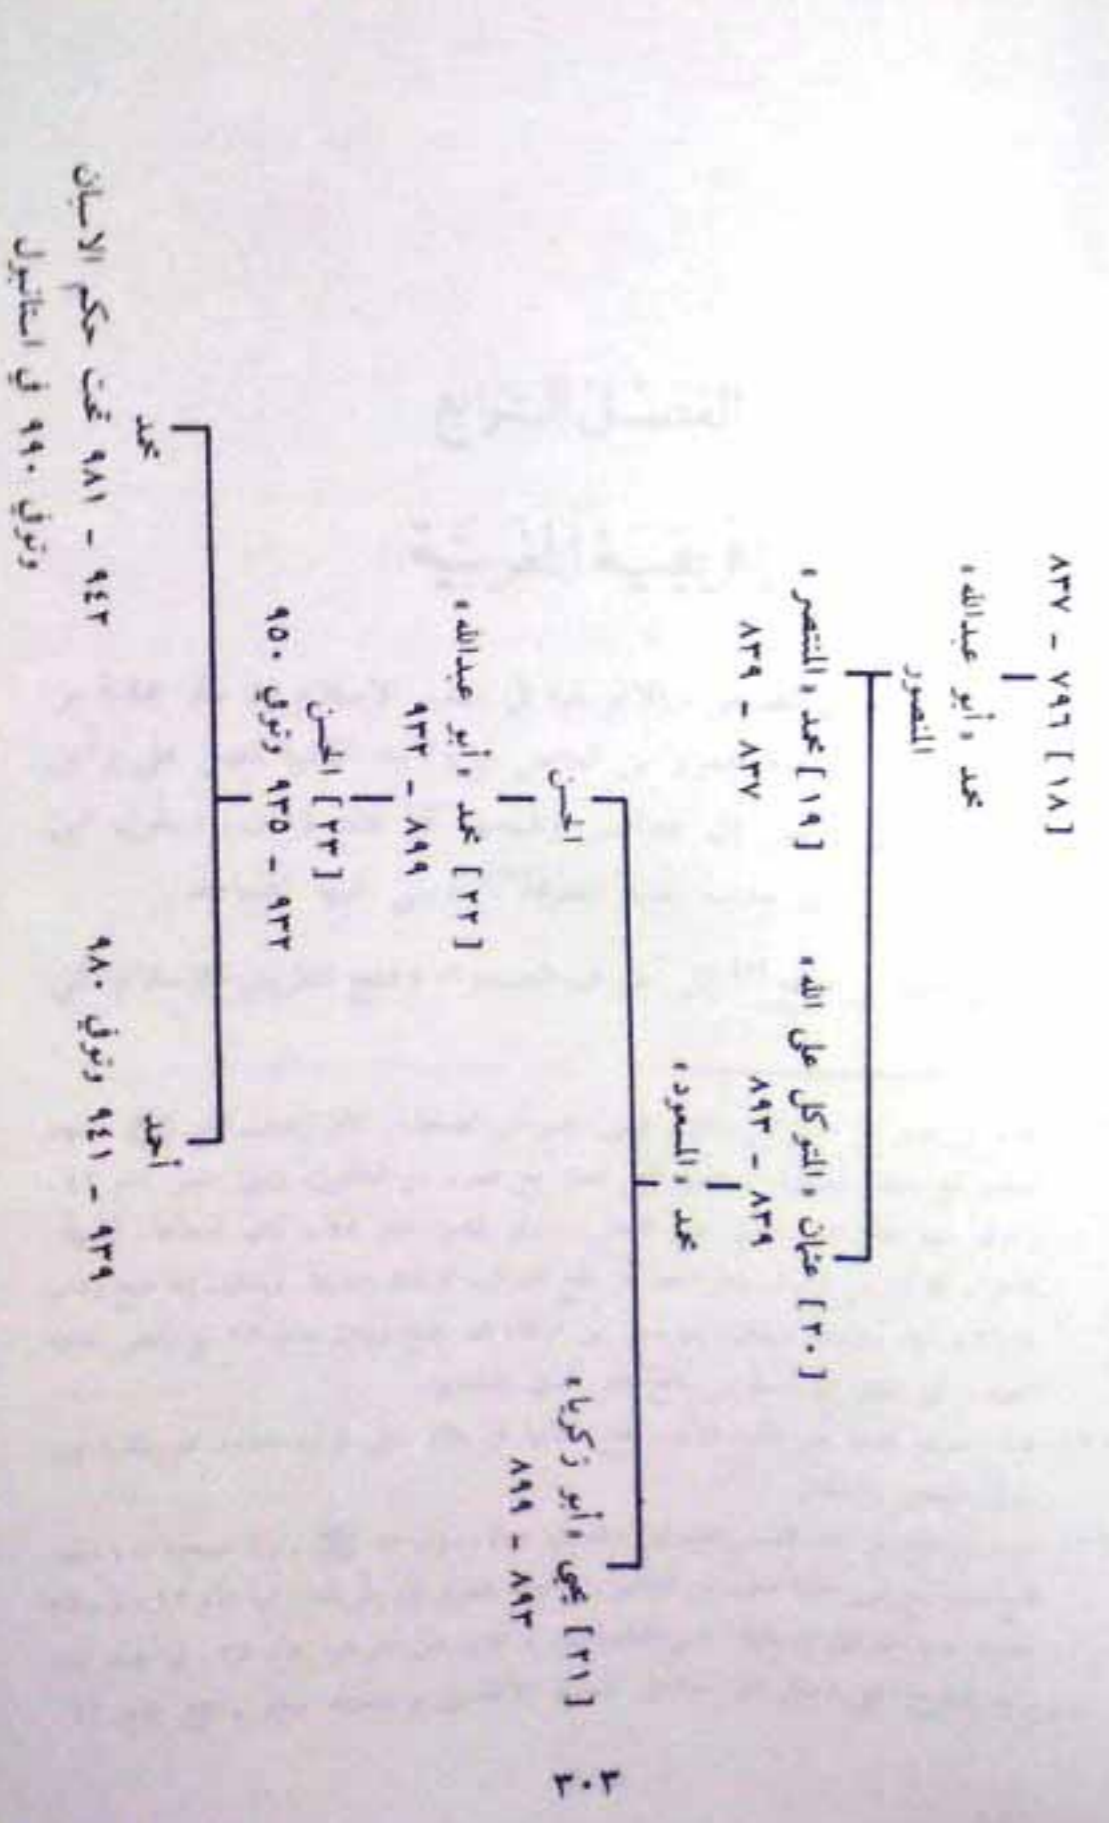 [١٨] ٧٩٦ - ٨٣٧
محمد «أبو عبدالله»
المنصور
[٢٠] عثمان «المتوكل على الله»
٨٣٩ - ٨٩٣
[١٩] محمد «المنتصر»
٨٣٧ - ٨٣٩
محمد «المسعود»
[٢١] يحيى «أبو زكرياء»
٨٩٣ - ٨٩٩
الحسن
[٢٢] محمد «أبو عبدالله»
٨٩٩ - ٩٣٢
[٢٣] الحسن
٩٣٢ - ٩٣٥ وتوفي ٩٥٠
أحمد
٩٣٩ - ٩٤١ وتوفي ٩٨٠
محمد
٩٤٢ - ٩٨١ تحت حكم الاسبان
وتوفي ٩٩٠ في استانبول
٣٠٣